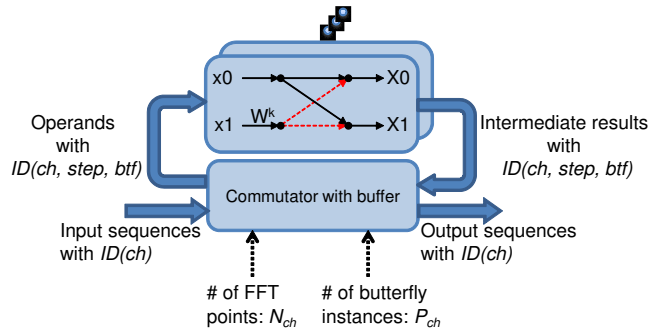 x0
X0
W^k
x1
X1
Operands
with
ID(ch, step, btf)
Intermediate results
with
ID(ch, step, btf)
Commutator with buffer
Input sequences
with ID(ch)
Output sequences
with ID(ch)
# of FFT
points: N_ch
# of butterfly
instances: P_ch